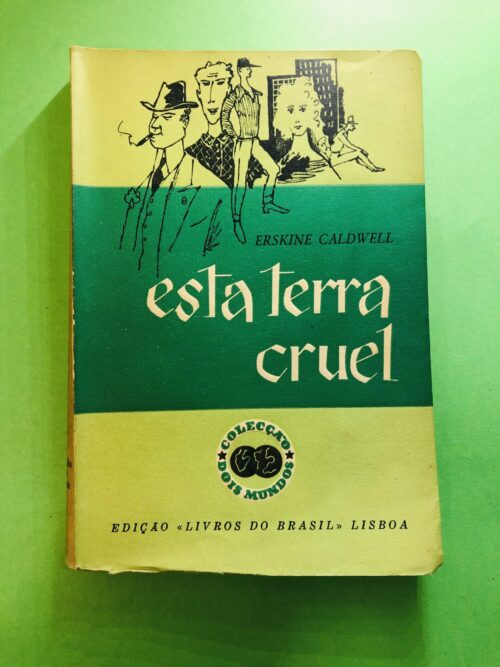 ERSKINE CALDWELL
esta terra
cruel
COLECÇÃO
DOIS MUNDOS
EDIÇÃO «LIVROS DO BRASIL» LISBOA